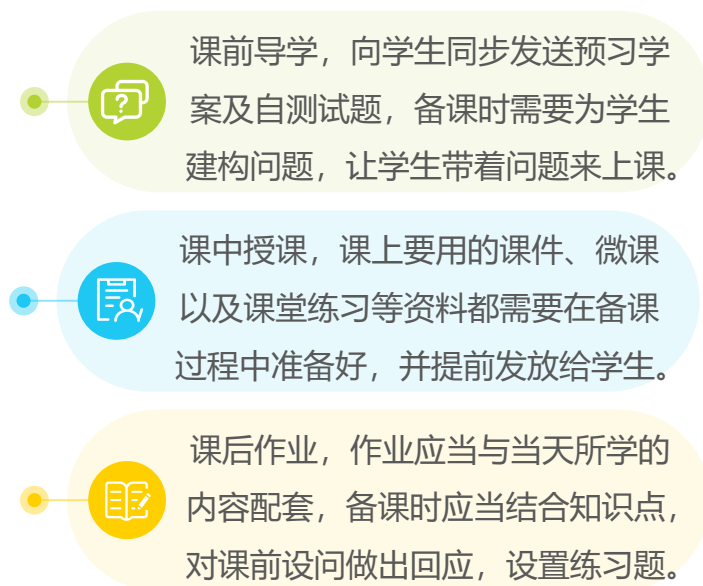 课前导学，向学生同步发送预习学
案及自测试题，备课时需要为学生
建构问题，让学生带着问题来上课。
课中授课，课上要用的课件、微课
以及课堂练习等资料都需要在备课
过程中准备好，并提前发放给学生。
课后作业，作业应当与当天所学的
内容配套，备课时应当结合知识点，
对课前设问做出回应，设置练习题。